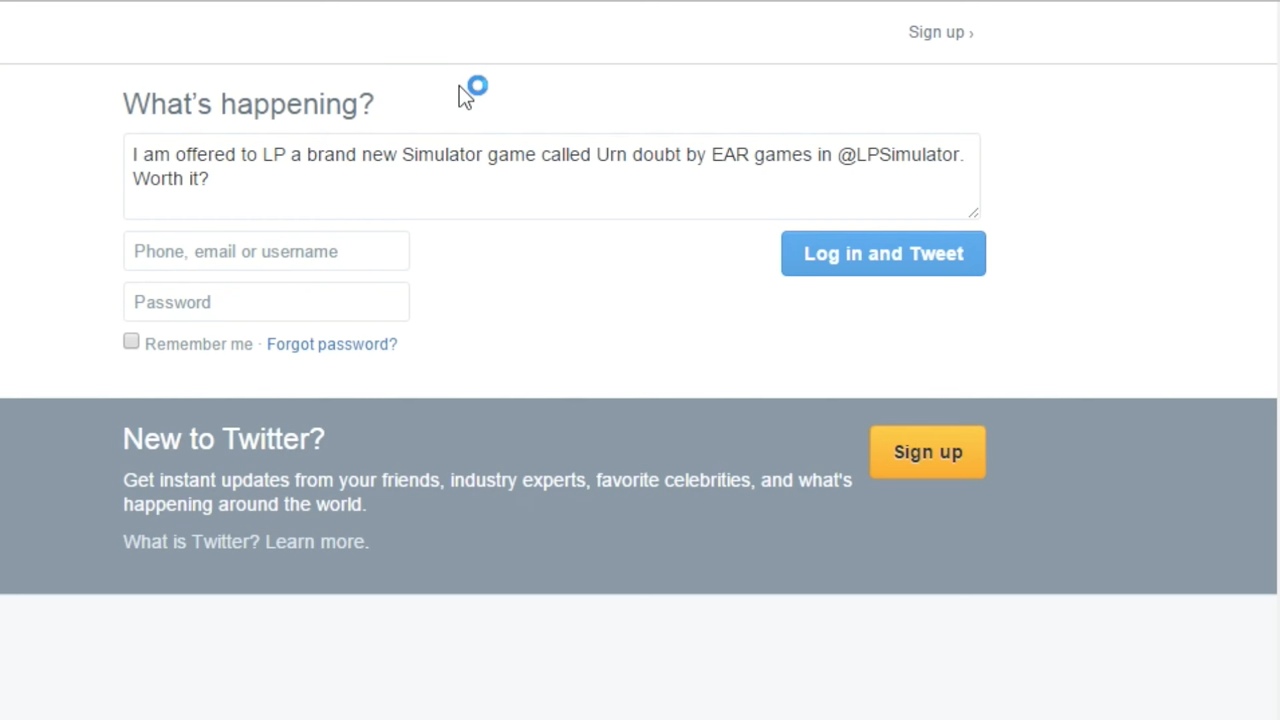 Sign up ›
What's happening?
I am offered to LP a brand new Simulator game called Urn doubt by EAR games in @LPSimulator.
Worth it?
Phone, email or username
Log in and Tweet
Password
Remember me · Forgot password?
New to Twitter?
Sign up
Get instant updates from your friends, industry experts, favorite celebrities, and what's
happening around the world.
What is Twitter? Learn more.